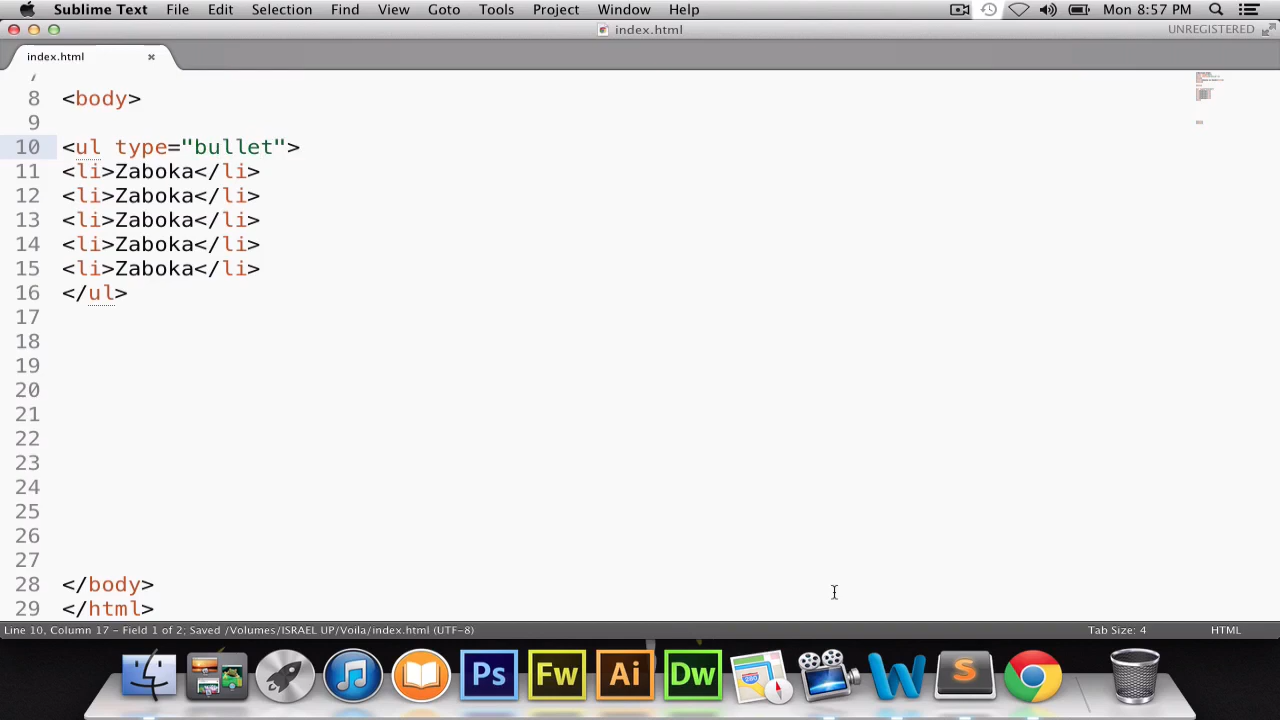 Sublime Text File Edit Selection Find View Goto Tools Project Window Help Mon 8:57 PM
index.html UNREGISTERED
index.html ×
7
8 <body>
9
10 <ul type="bullet">
11 <li>Zaboka</li>
12 <li>Zaboka</li>
13 <li>Zaboka</li>
14 <li>Zaboka</li>
15 <li>Zaboka</li>
16 </ul>
17
18
19
20
21
22
23
24
25
26
27
28 </body>
29 </html>
Line 10, Column 17 - Field 1 of 2; Saved /Volumes/ISRAEL UP/Voila/index.html (UTF-8) Tab Size: 4 HTML
Ps Fw Ai Dw 360 W S